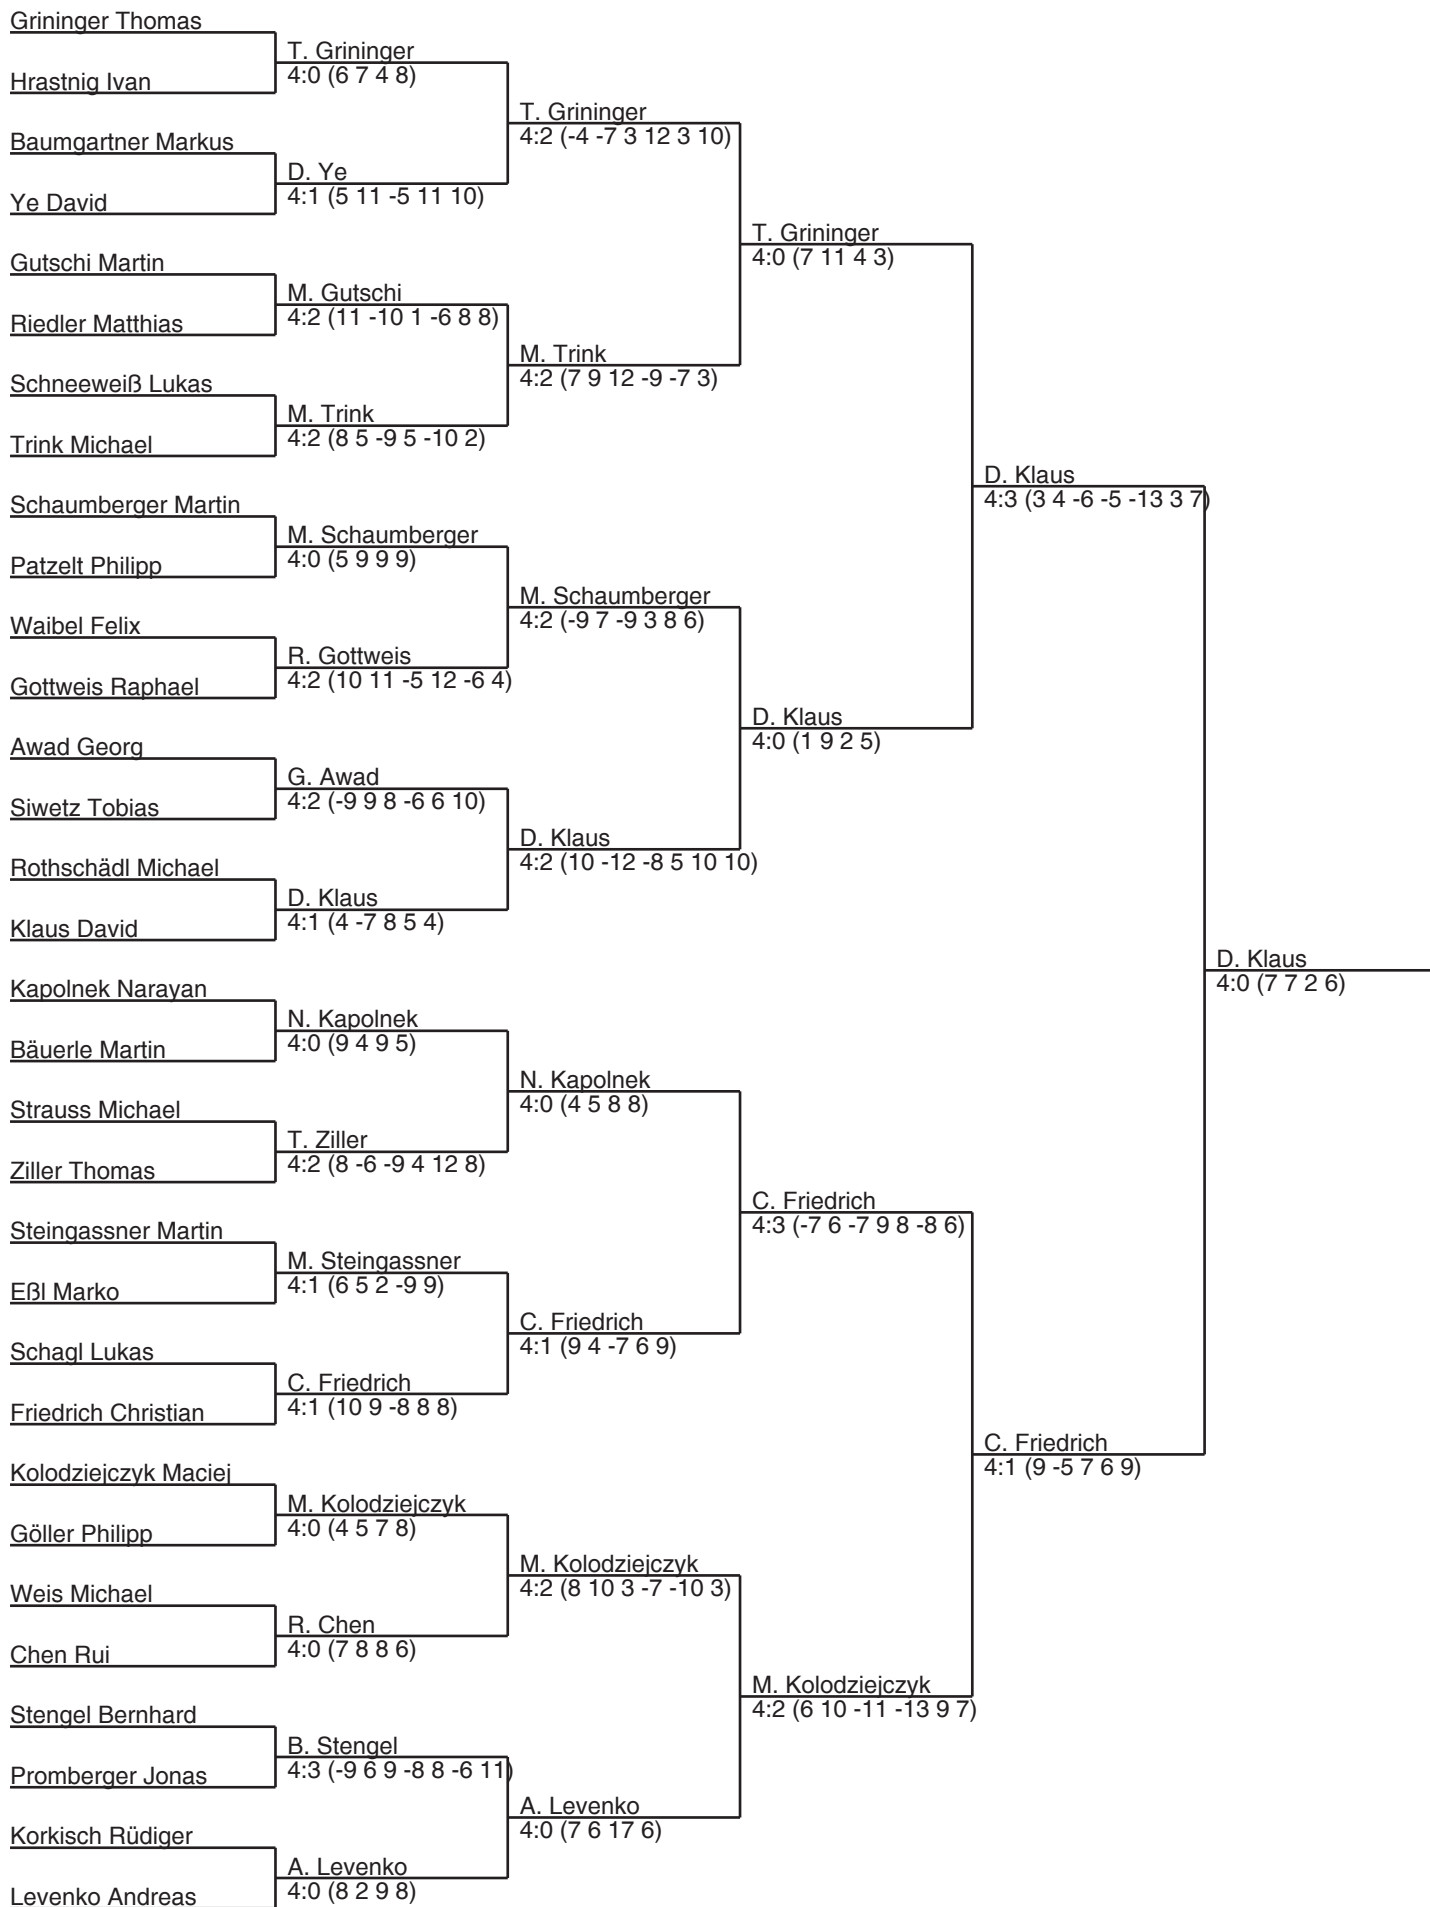 Grininger Thomas
T. Grininger
4:0 (6 7 4 8)
Hrastnig Ivan
T. Grininger
4:2 (-4 -7 3 12 3 10)
Baumgartner Markus
D. Ye
4:1 (5 11 -5 11 10)
Ye David
T. Grininger
4:0 (7 11 4 3)
Gutschi Martin
M. Gutschi
4:2 (11 -10 1 -6 8 8)
Riedler Matthias
M. Trink
4:2 (7 9 12 -9 -7 3)
Schneeweiß Lukas
M. Trink
4:2 (8 5 -9 5 -10 2)
Trink Michael
D. Klaus
4:3 (3 4 -6 -5 -13 3 7)
Schaumberger Martin
M. Schaumberger
4:0 (5 9 9 9)
Patzelt Philipp
M. Schaumberger
4:2 (-9 7 -9 3 8 6)
Waibel Felix
R. Gottweis
4:2 (10 11 -5 12 -6 4)
Gottweis Raphael
D. Klaus
4:0 (1 9 2 5)
Awad Georg
G. Awad
4:2 (-9 9 8 -6 6 10)
Siwetz Tobias
D. Klaus
4:2 (10 -12 -8 5 10 10)
Rothschädl Michael
D. Klaus
4:1 (4 -7 8 5 4)
Klaus David
D. Klaus
4:0 (7 7 2 6)
Kapolnek Narayan
N. Kapolnek
4:0 (9 4 9 5)
Bäuerle Martin
N. Kapolnek
4:0 (4 5 8 8)
Strauss Michael
T. Ziller
4:2 (8 -6 -9 4 12 8)
Ziller Thomas
C. Friedrich
4:3 (-7 6 -7 9 8 -8 6)
Steingassner Martin
M. Steingassner
4:1 (6 5 2 -9 9)
Eßl Marko
C. Friedrich
4:1 (9 4 -7 6 9)
Schagl Lukas
C. Friedrich
4:1 (10 9 -8 8 8)
Friedrich Christian
C. Friedrich
4:1 (9 -5 7 6 9)
Kolodziejczyk Maciej
M. Kolodziejczyk
4:0 (4 5 7 8)
Göller Philipp
M. Kolodziejczyk
4:2 (8 10 3 -7 -10 3)
Weis Michael
R. Chen
4:0 (7 8 8 6)
Chen Rui
M. Kolodziejczyk
4:2 (6 10 -11 -13 9 7)
Stengel Bernhard
B. Stengel
4:3 (-9 6 9 -8 8 -6 11)
Promberger Jonas
A. Levenko
4:0 (7 6 17 6)
Korkisch Rüdiger
A. Levenko
4:0 (8 2 9 8)
Levenko Andreas